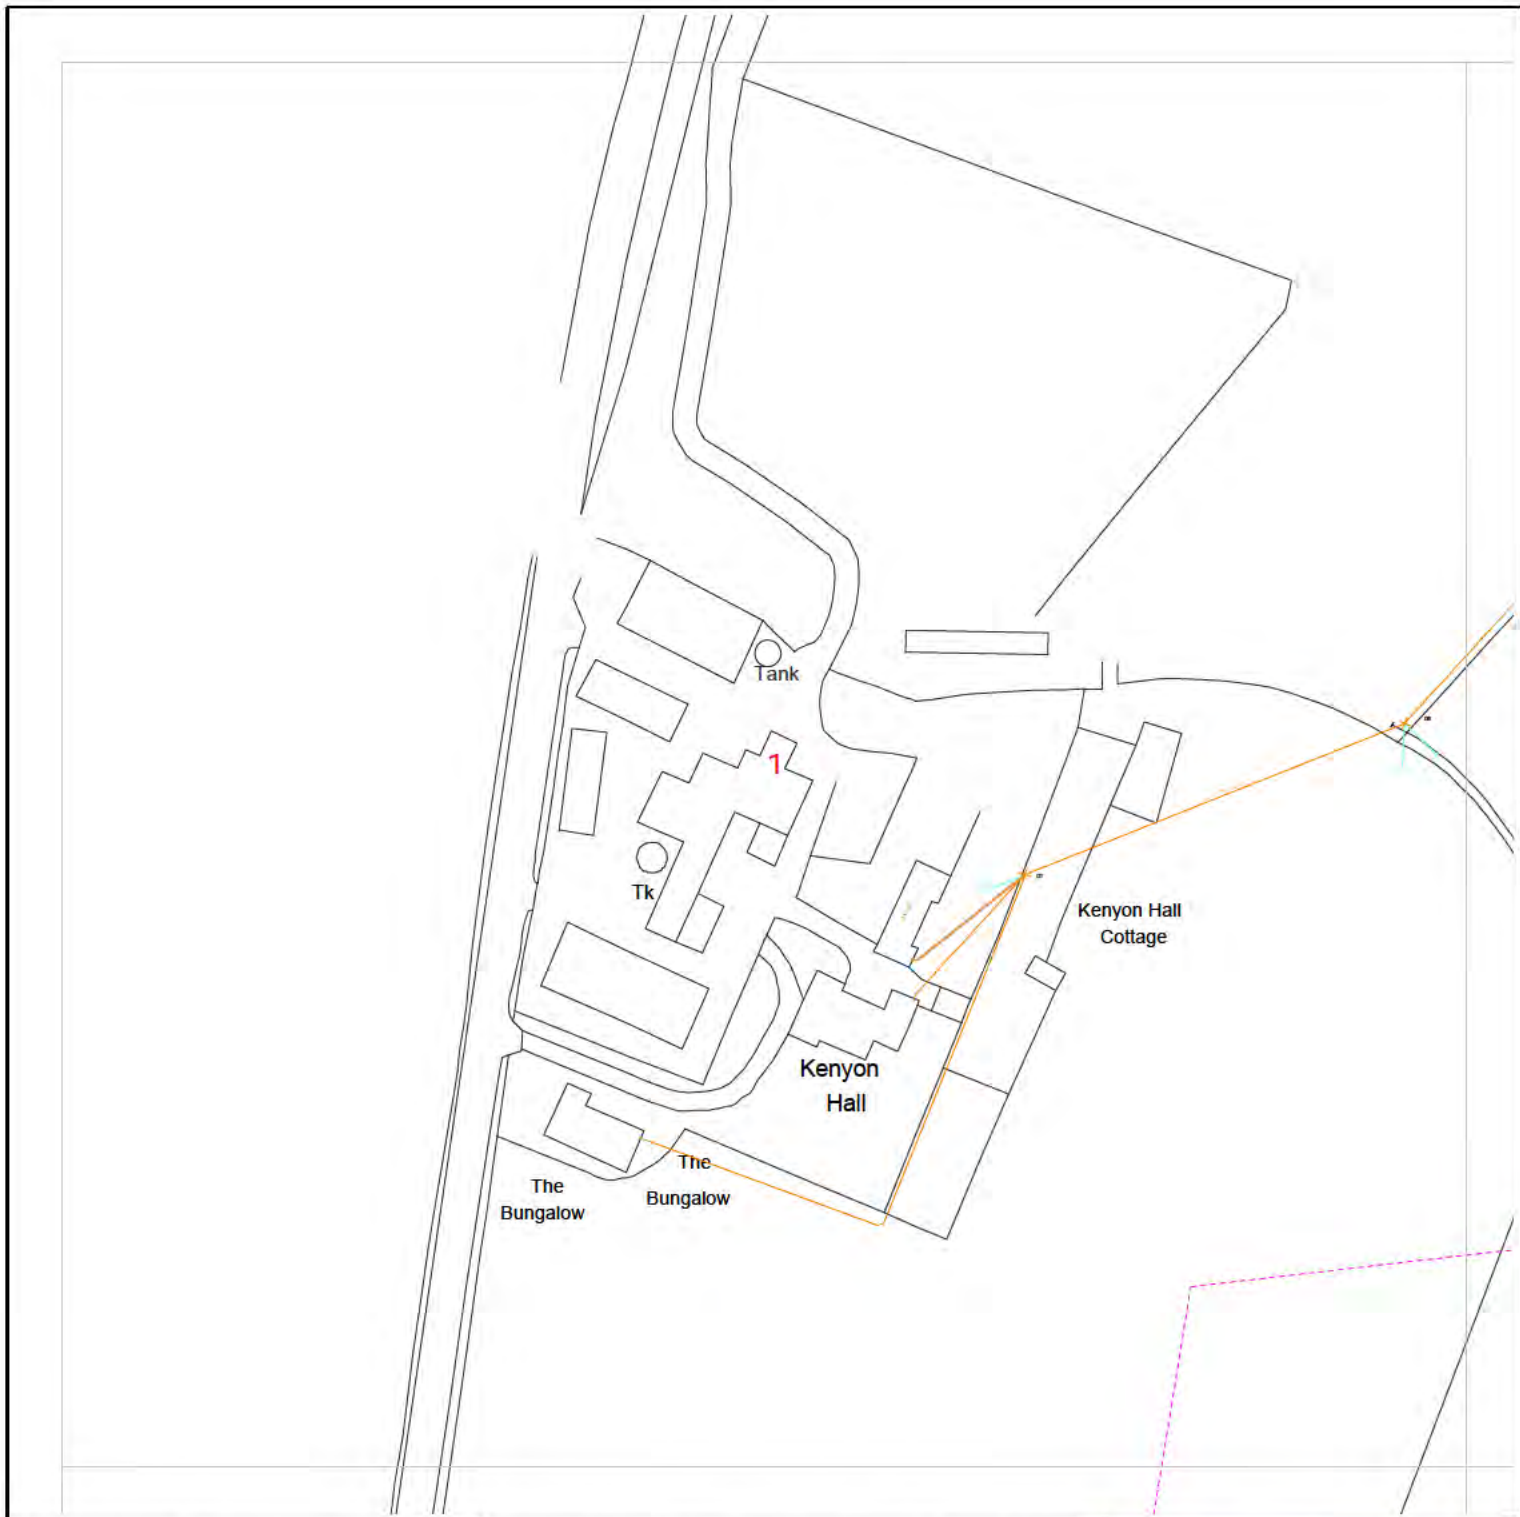 Tank
1
Tk
Kenyon Hall
Cottage
Kenyon
Hall
The
Bungalow
The
Bungalow